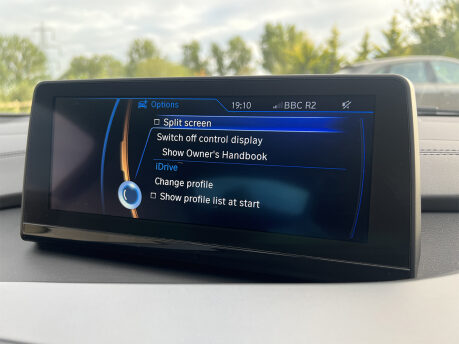 Options 19:10 BBC R2
Split screen
Switch off control display
Show Owner's Handbook
iDrive
Change profile
Show profile list at start